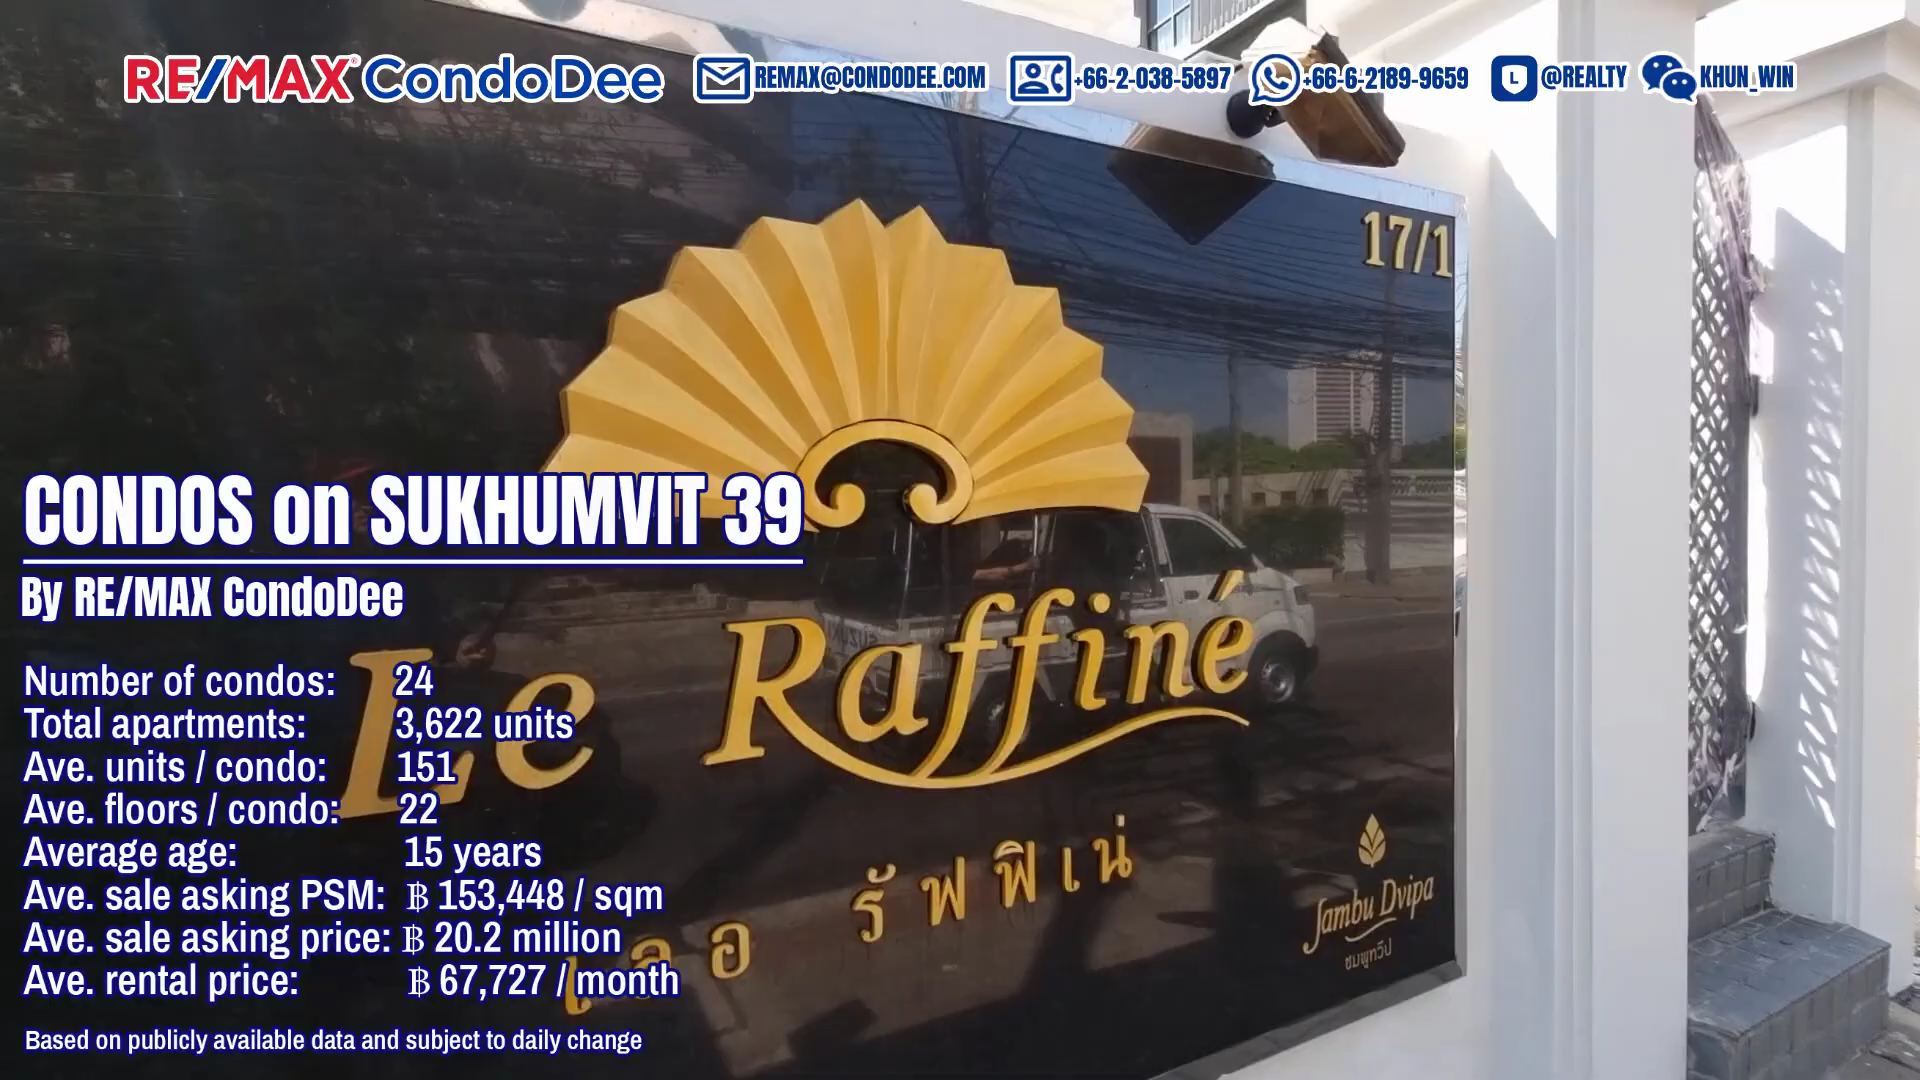 RE/MAX CondoDee REMAX@CONDODEE.COM +66-2-038-5897 +66-6-2189-9659 @REALTY KHUN_WIN
17/1
CONDOS on SUKHUMVIT 39
By RE/MAX CondoDee
Le Raffiné
Number of condos: 24
Total apartments: 3,622 units
Ave. units / condo: 151
Ave. floors / condo: 22
Average age: 15 years
Ave. sale asking PSM: ฿ 153,448 / sqm
Ave. sale asking price: ฿ 20.2 million
Ave. rental price: ฿ 67,727 / month
เลอ รัฟฟิเน่
Jambu Dvipa
ชมพูทวีป
Based on publicly available data and subject to daily change